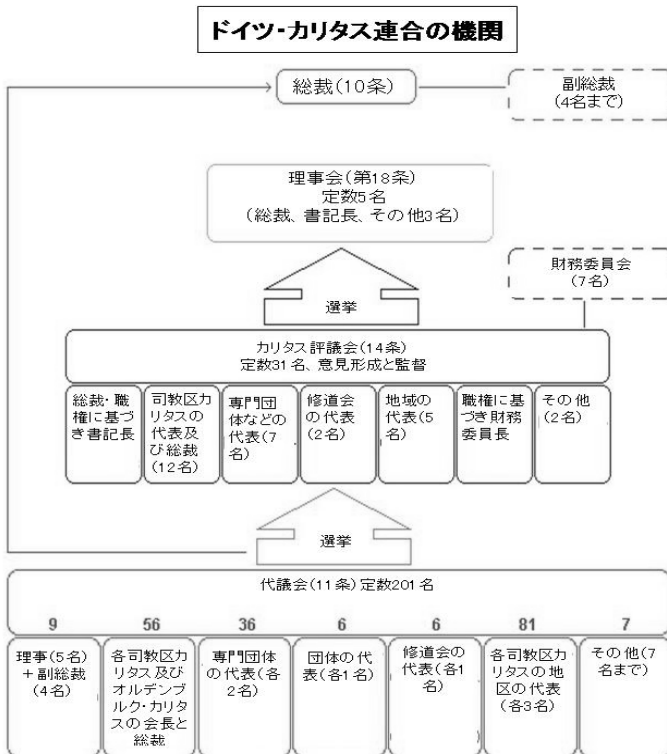 ドイツ・カリタス連合の機関
総裁(10条)
副総裁
(4名まで)
理事会(第18条)
定数5名
(総裁、書記長、その他3名)
選挙
財務委員会
(7名)
カリタス評議会(14条)
定数31名、意見形成と監督
総裁・職
権に基づ
き書記長
司教区カ
リタスの
代表及
び総裁
(12名)
専門団
体など
の代表(7
名)
修道会
の代表
(2名)
地域の
代表(5
名)
職権に基
づき財務
委員長
その他
(2名)
選挙
代議会(11条)定数201名
9
56
36
6
6
81
7
理事(5名)
+副総裁
(4名)
各司教区カ
リタス及び
オルデンブ
ルク・カリタ
スの会長と
総裁
専門団体
の代表(各
2名)
団体の代
表(各1名)
修道会の
代表(各1
名)
各司教区カ
リタスの地
区の代表
(各3名)
その他(7
名まで)